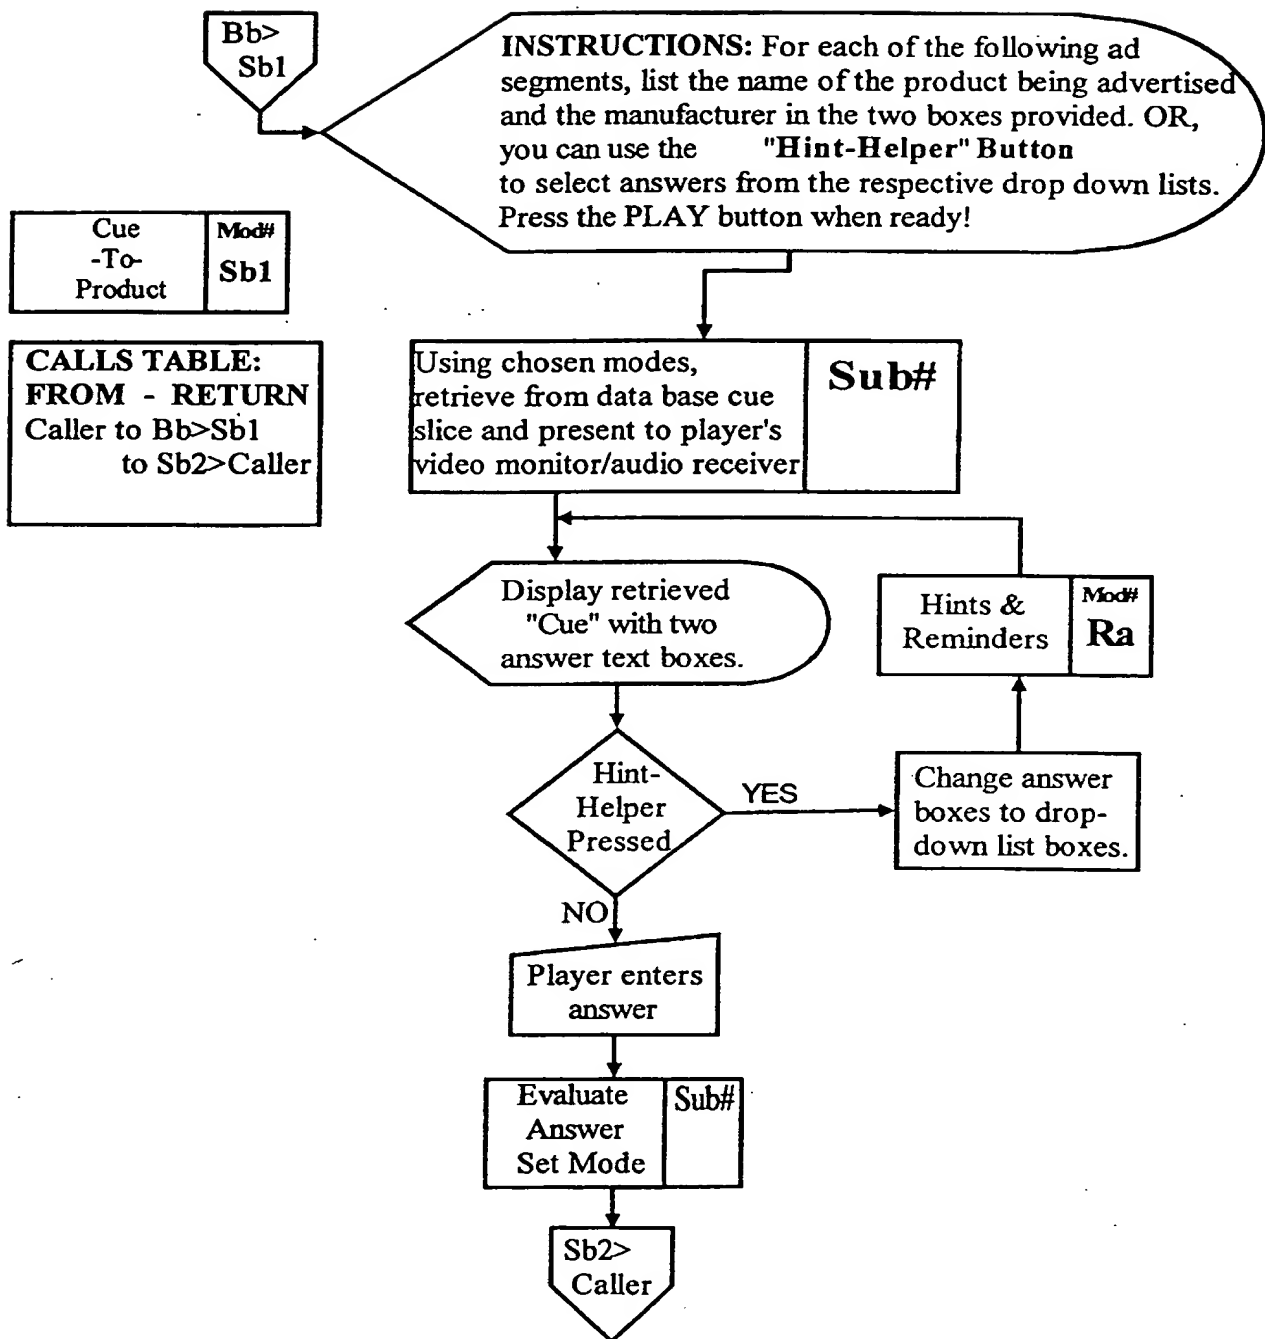 Bb>
Sb1
INSTRUCTIONS: For each of the following ad
segments, list the name of the product being advertised
and the manufacturer in the two boxes provided. OR,
you can use the "Hint-Helper" Button
to select answers from the respective drop down lists.
Press the PLAY button when ready!
Cue
-To-
Product
Mod#
Sb1
CALLS TABLE:
FROM - RETURN
Caller to Bb>Sb1
to Sb2>Caller
Using chosen modes,
retrieve from data base cue
slice and present to player's
video monitor/audio receiver
Sub#
Display retrieved
"Cue" with two
answer text boxes.
Hints &
Reminders
Mod#
Ra
Hint-
Helper
Pressed
YES
Change answer
boxes to drop-
down list boxes.
NO
Player enters
answer
Evaluate
Answer
Set Mode
Sub#
Sb2>
Caller